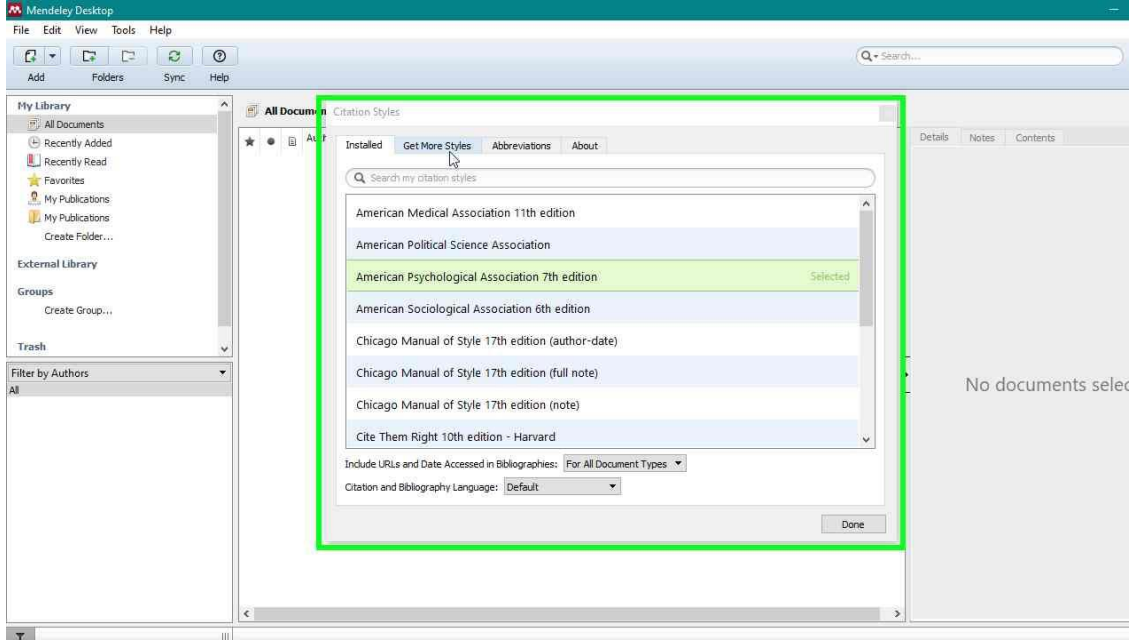 Mendeley Desktop
File Edit View Tools Help
Search...
Add Folders Sync Help
My Library
All Documents
Recently Added
Recently Read
Favorites
My Publications
My Publications
Create Folder...
External Library
Groups
Create Group...
Trash
Filter by Authors
All
All Documen
Citation Styles
Installed Get More Styles Abbreviations About
Search my citation styles
American Medical Association 11th edition
American Political Science Association
American Psychological Association 7th edition Selected
American Sociological Association 6th edition
Chicago Manual of Style 17th edition (author-date)
Chicago Manual of Style 17th edition (full note)
Chicago Manual of Style 17th edition (note)
Cite Them Right 10th edition - Harvard
Include URLs and Date Accessed in Bibliographies: For All Document Types
Citation and Bibliography Language: Default
Done
Details Notes Contents
No documents selec